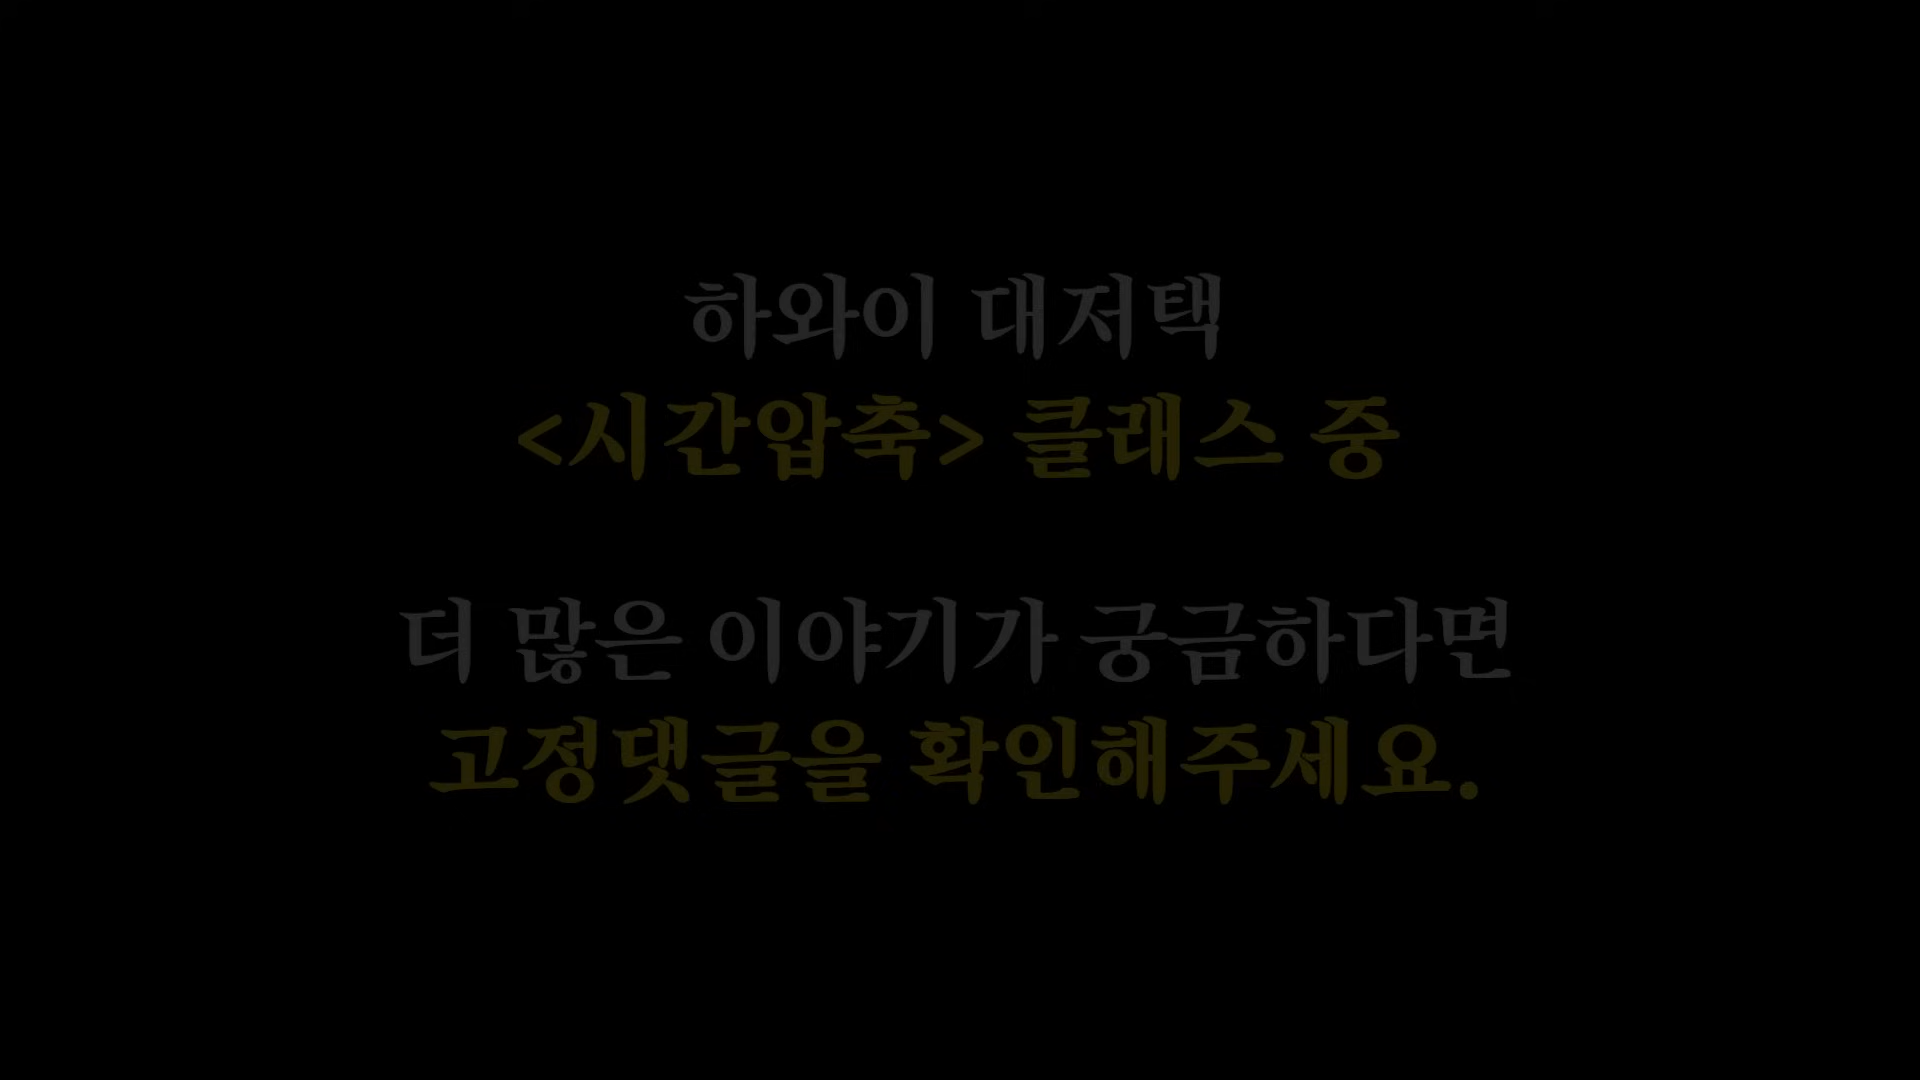 하와이 대저택
<시간압축> 클래스 중
더 많은 이야기가 궁금하다면
고정댓글을 확인해주세요.